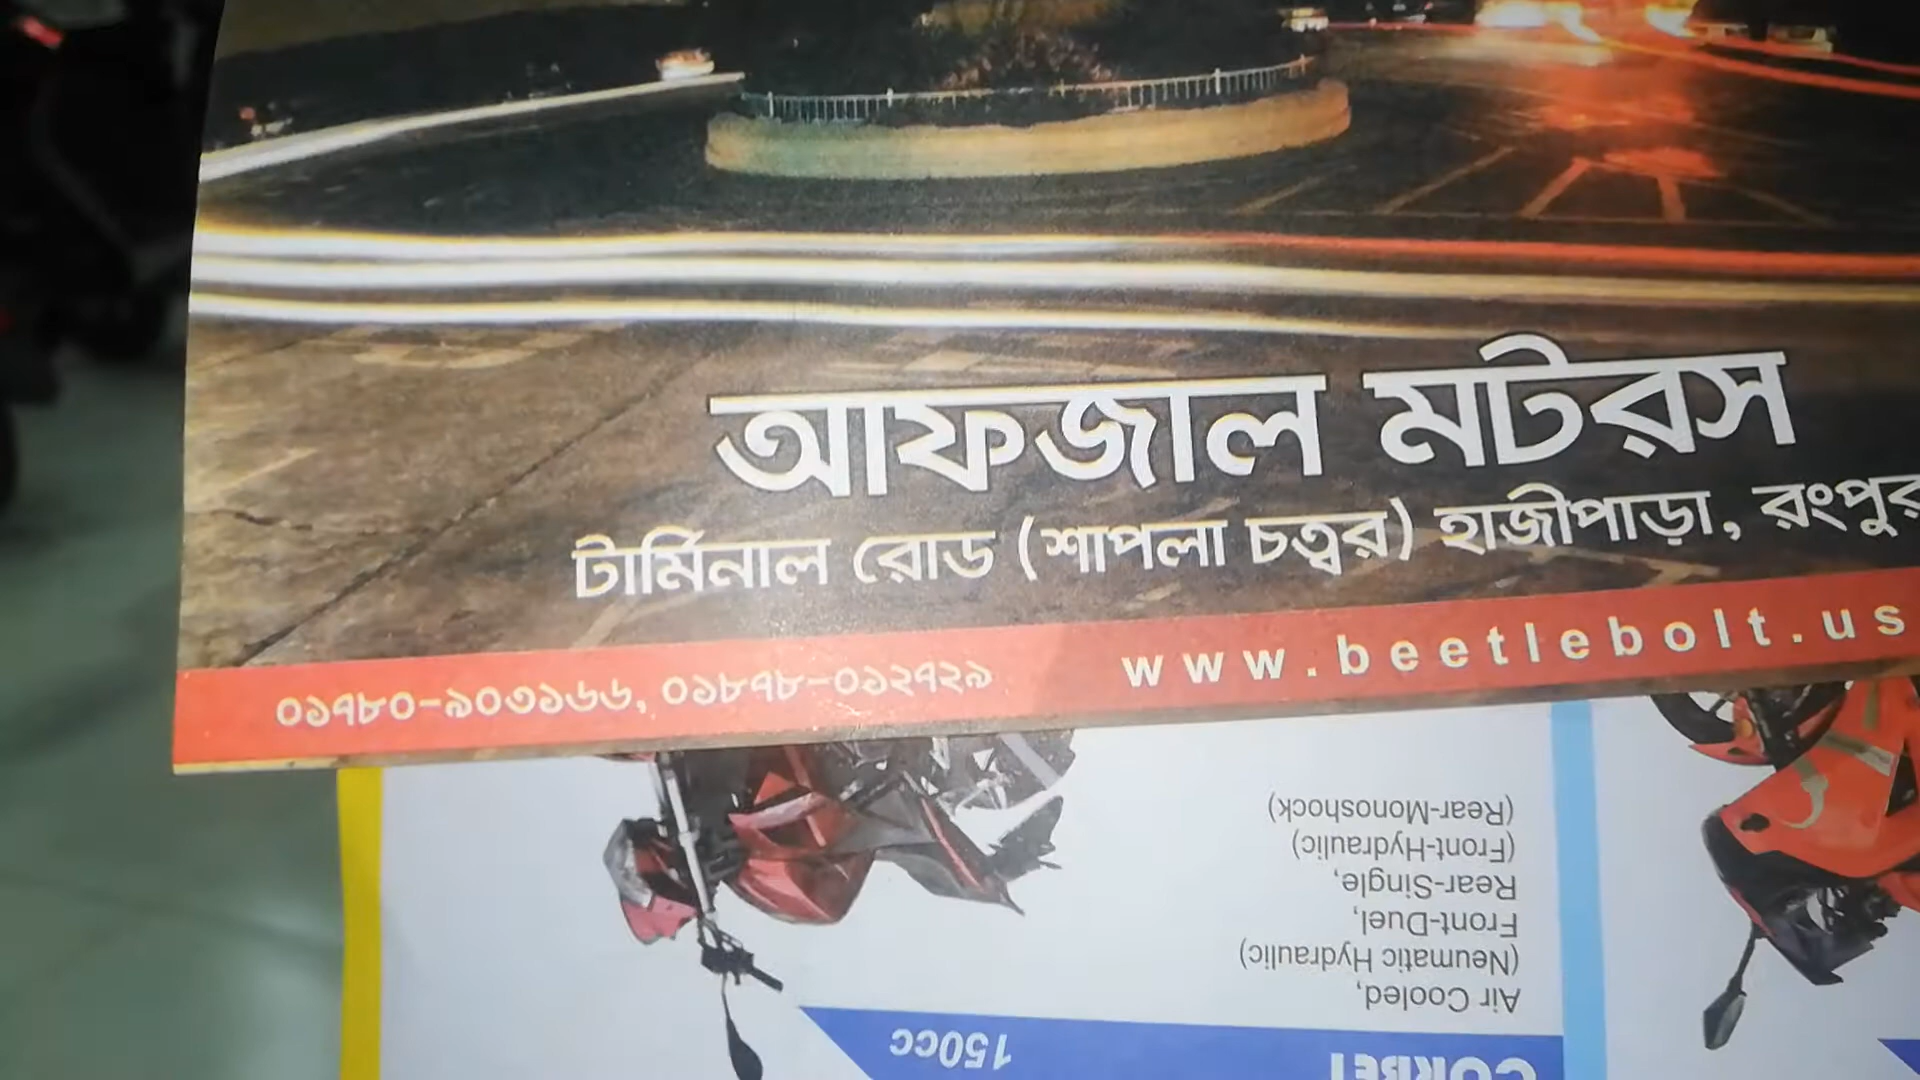 আফজাল মটরস
টার্মিনাল রোড (শাপলা চত্বর) হাজীপাড়া, রংপুর
০১৭৮০-৯০৩১৬৬, ০১৮৭৮-০১২৭২৯
www.beetlebolt.us
150cc
Air Cooled,
(Neumatic Hydraulic)
Front-Duel,
Rear-Single,
(Front-Hydraulic)
(Rear-Monoshock)